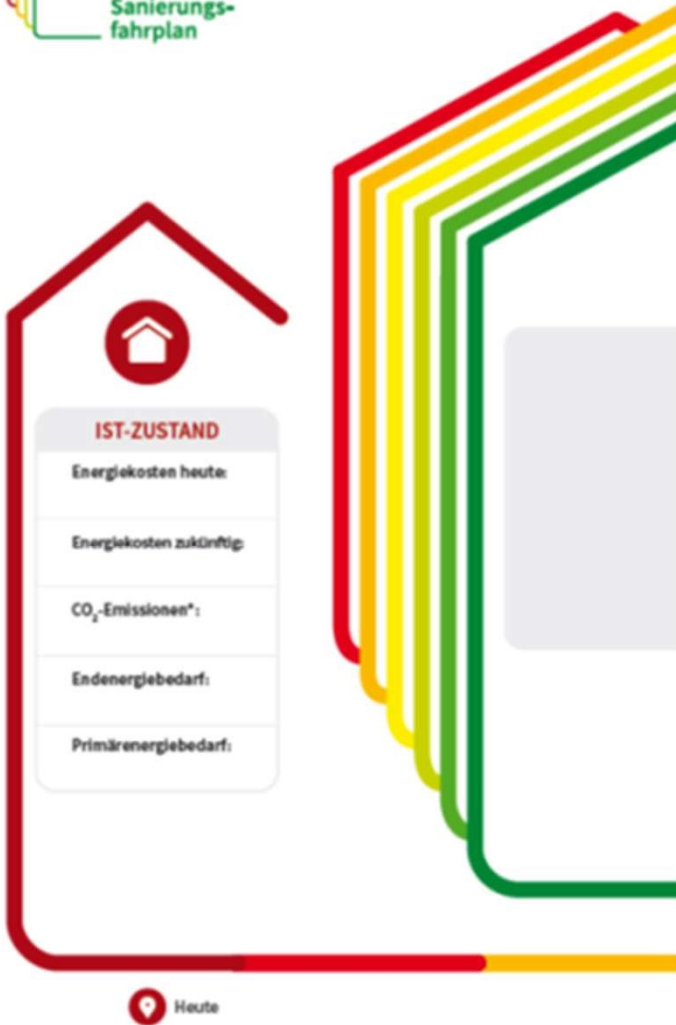 Sanierungs-
fahrplan
IST-ZUSTAND
Energiekosten heute:
Energiekosten zukünftig:
CO₂-Emissionen*:
Endenergiebedarf:
Primärenergiebedarf:
Heute